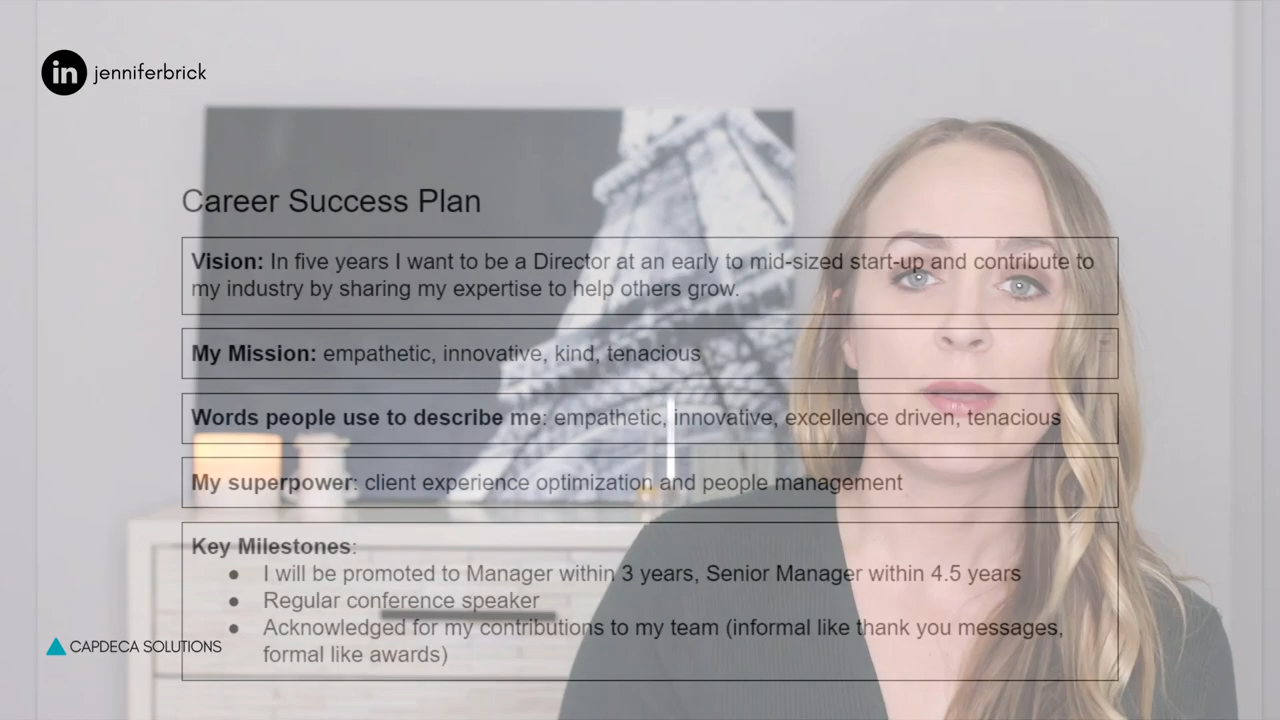 in jenniferbrick
Career Success Plan
Vision: In five years I want to be a Director at an early to mid-sized start-up and contribute to
my industry by sharing my expertise to help others grow.
My Mission: empathetic, innovative, kind, tenacious
Words people use to describe me: empathetic, innovative, excellence driven, tenacious
My superpower: client experience optimization and people management
Key Milestones:
● I will be promoted to Manager within 3 years, Senior Manager within 4.5 years
● Regular conference speaker
● Acknowledged for my contributions to my team (informal like thank you messages,
formal like awards)
CAPDECA SOLUTIONS